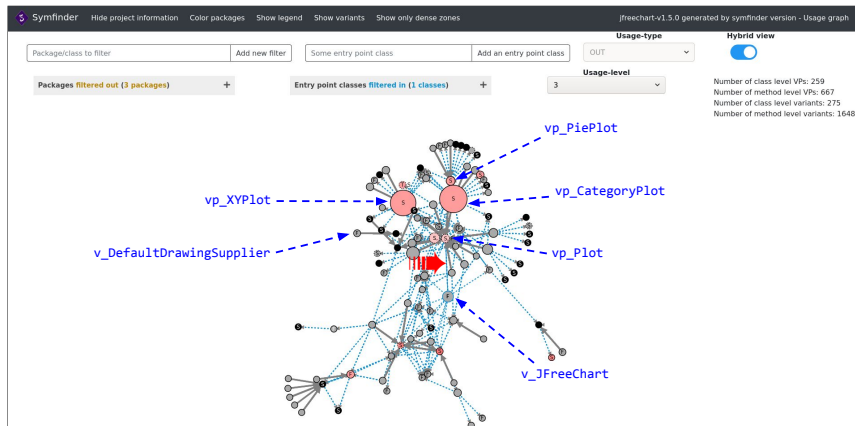 Symfinder Hide project information Color packages Show legend Show variants Show only dense zones jfreechart-v1.5.0 generated by symfinder version - Usage graph
Usage-type Hybrid view
Package/class to filter Add new filter Some entry point class Add an entry point class OUT
Usage-level
Packages filtered out (3 packages) + Entry point classes filtered in (1 classes) + 3
Number of class level VPs: 259
Number of method level VPs: 667
Number of class level variants: 275
Number of method level variants: 1648
vp_PiePlot
vp_XYPlot
vp_CategoryPlot
v_DefaultDrawingSupplier
vp_Plot
v_JFreeChart